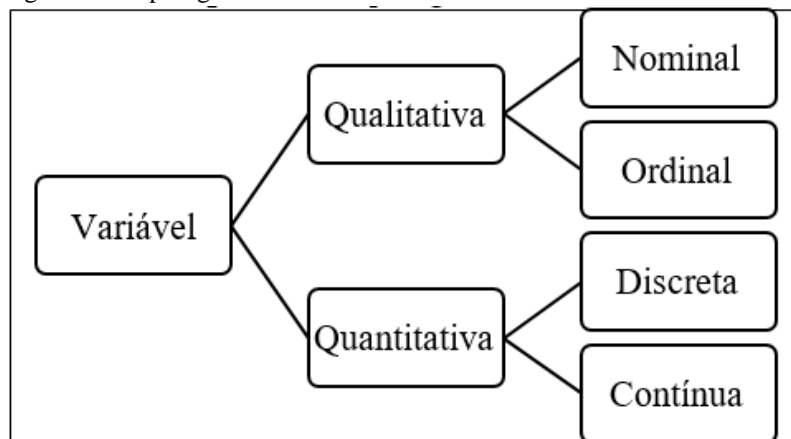 Nominal
Qualitativa
Ordinal
Variável
Discreta
Quantitativa
Contínua